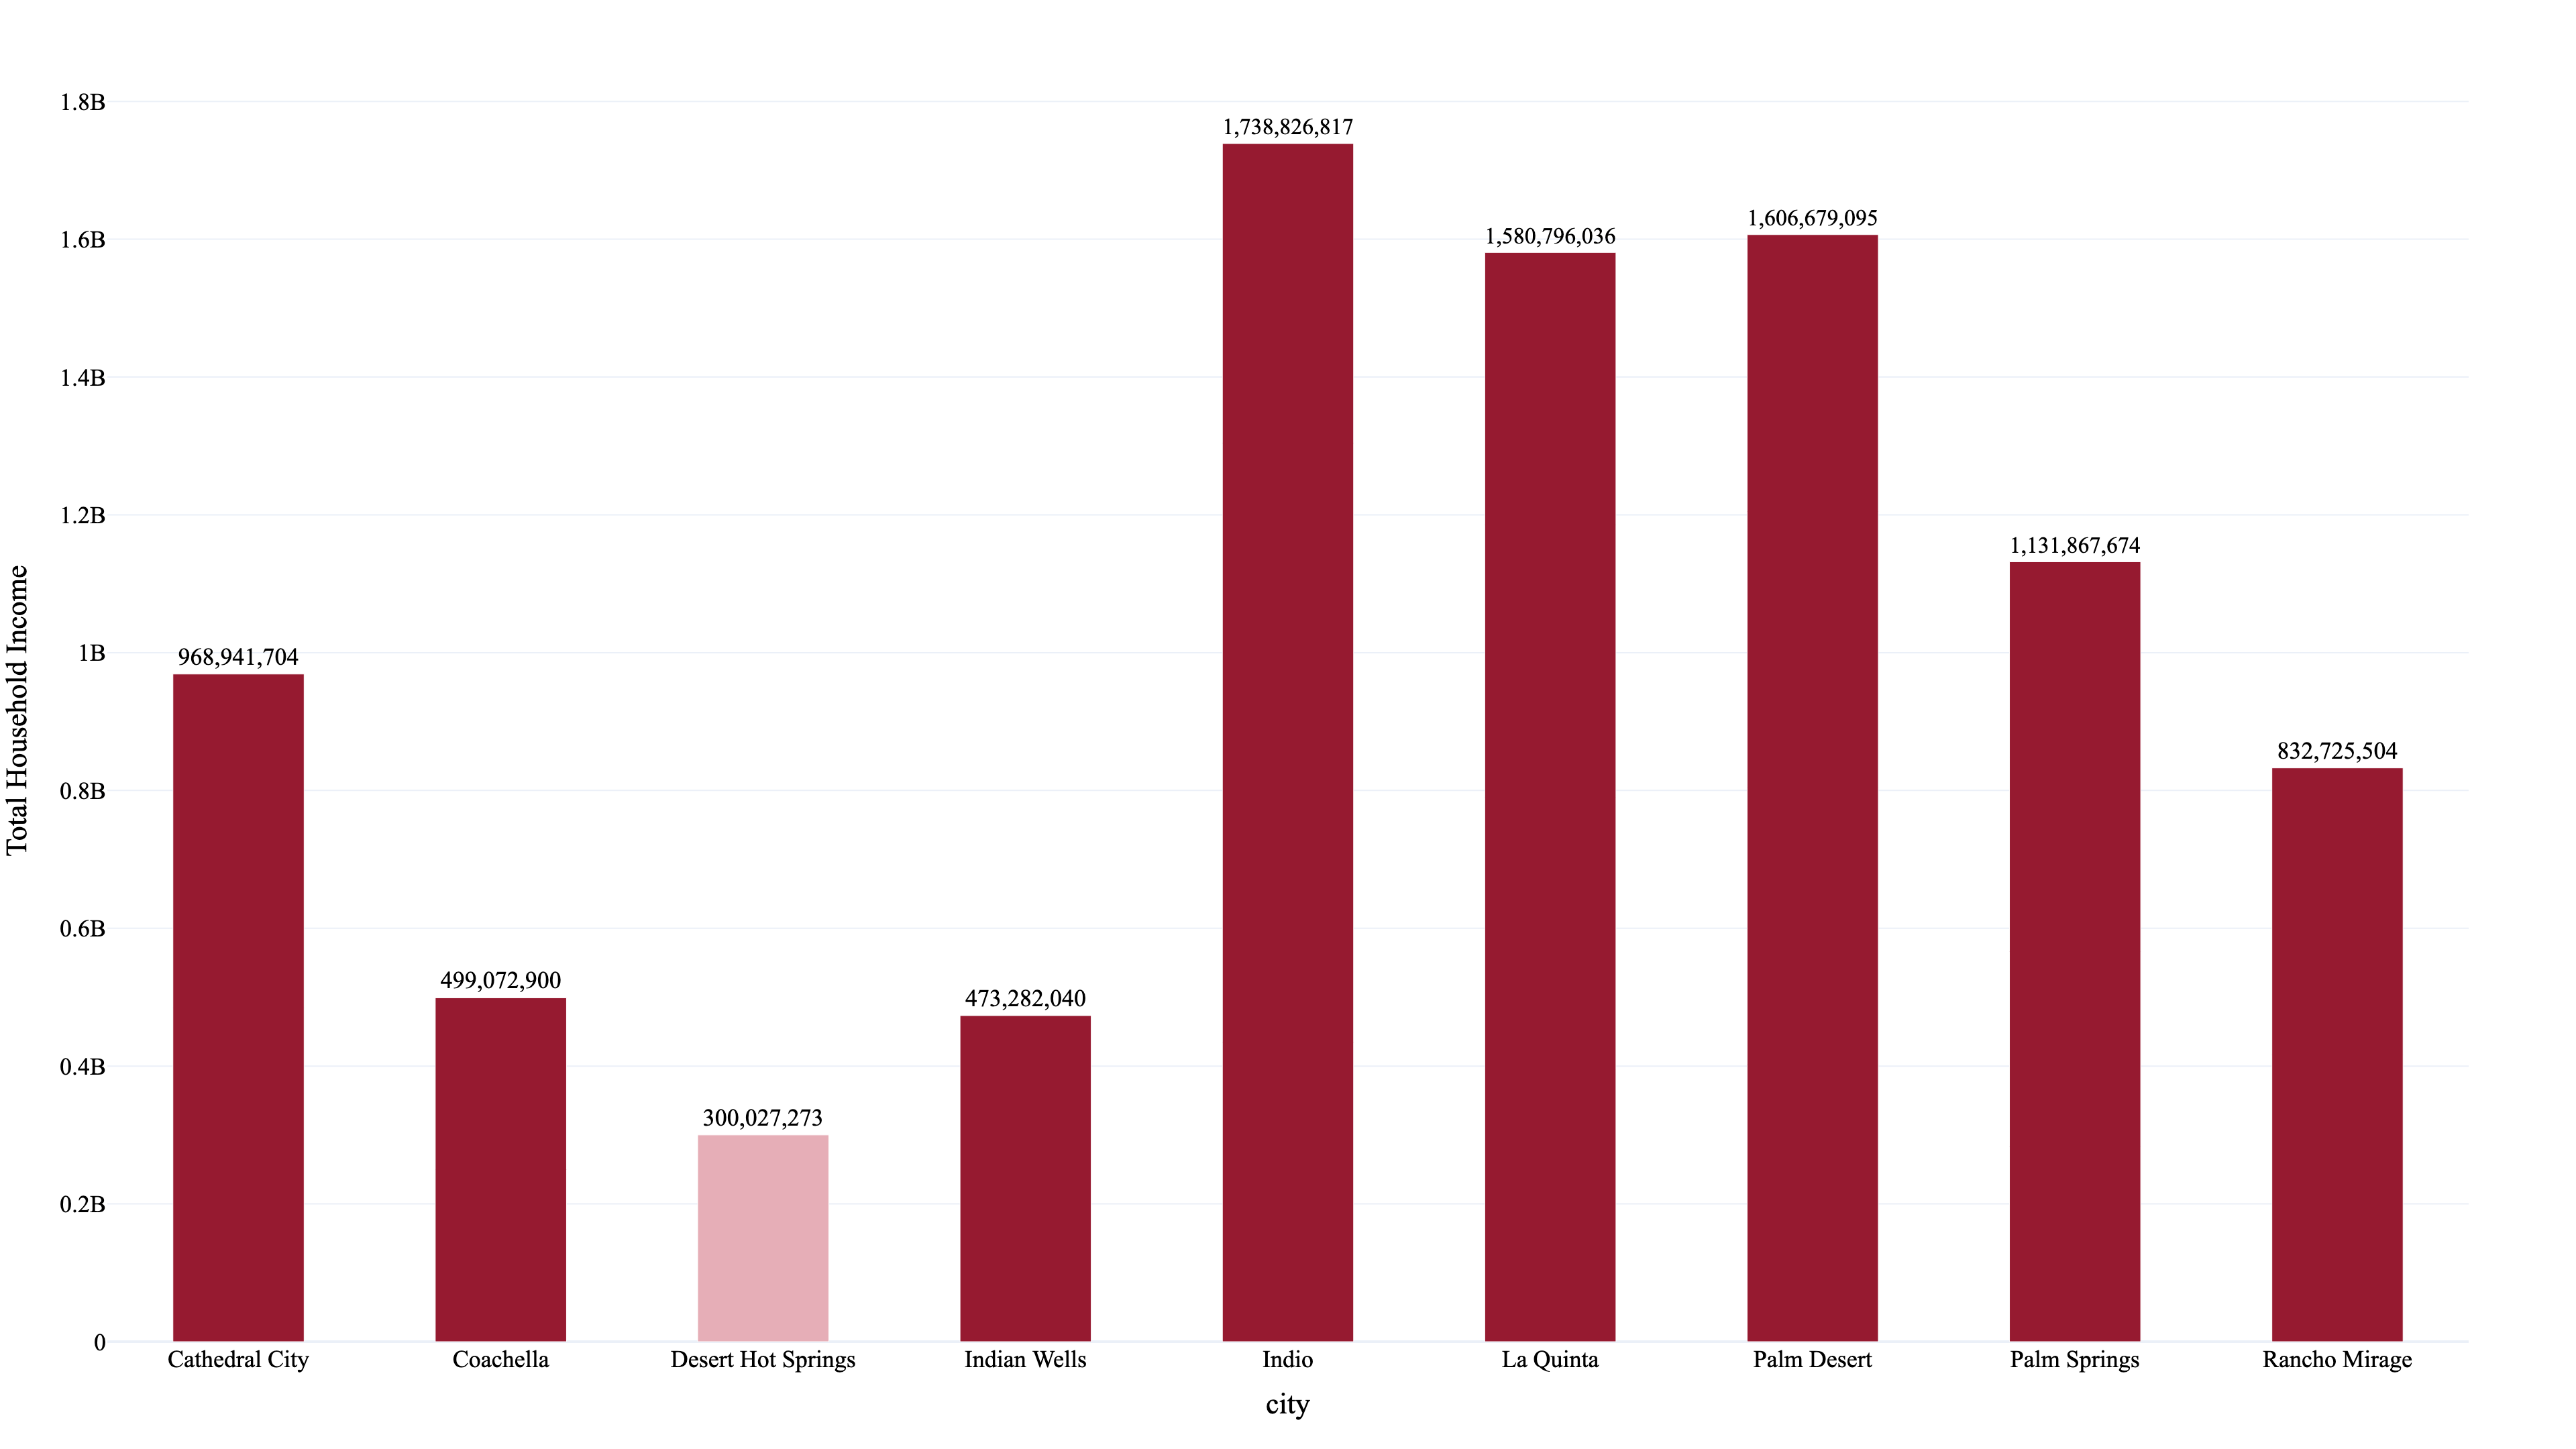 1.8B
1.6B
1.4B
1.2B
1B
0.8B
0.6B
0.4B
0.2B
0
Total Household Income
968,941,704
499,072,900
300,027,273
473,282,040
1,738,826,817
1,580,796,036
1,606,679,095
1,131,867,674
832,725,504
Cathedral City
Coachella
Desert Hot Springs
Indian Wells
Indio
La Quinta
Palm Desert
Palm Springs
Rancho Mirage
city